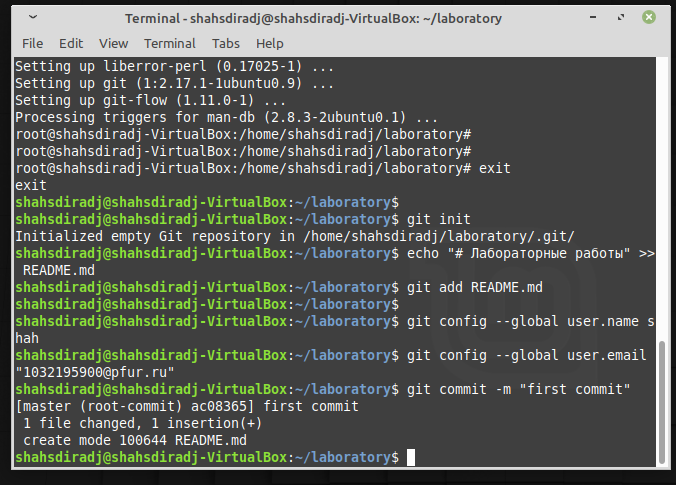 Terminal - shahsdiradj@shahsdiradj-VirtualBox: ~/laboratory
File Edit View Terminal Tabs Help
Setting up liberror-perl (0.17025-1) ...
Setting up git (1:2.17.1-1ubuntu0.9) ...
Setting up git-flow (1.11.0-1) ...
Processing triggers for man-db (2.8.3-2ubuntu0.1) ...
root@shahsdiradj-VirtualBox:/home/shahsdiradj/laboratory#
root@shahsdiradj-VirtualBox:/home/shahsdiradj/laboratory#
root@shahsdiradj-VirtualBox:/home/shahsdiradj/laboratory# exit
exit
shahsdiradj@shahsdiradj-VirtualBox:~/laboratory$
shahsdiradj@shahsdiradj-VirtualBox:~/laboratory$ git init
Initialized empty Git repository in /home/shahsdiradj/laboratory/.git/
shahsdiradj@shahsdiradj-VirtualBox:~/laboratory$ echo "# Лабораторные работы" >>
README.md
shahsdiradj@shahsdiradj-VirtualBox:~/laboratory$ git add README.md
shahsdiradj@shahsdiradj-VirtualBox:~/laboratory$
shahsdiradj@shahsdiradj-VirtualBox:~/laboratory$ git config --global user.name s
hah
shahsdiradj@shahsdiradj-VirtualBox:~/laboratory$ git config --global user.email
"1032195900@pfur.ru"
shahsdiradj@shahsdiradj-VirtualBox:~/laboratory$ git commit -m "first commit"
[master (root-commit) ac08365] first commit
1 file changed, 1 insertion(+)
create mode 100644 README.md
shahsdiradj@shahsdiradj-VirtualBox:~/laboratory$